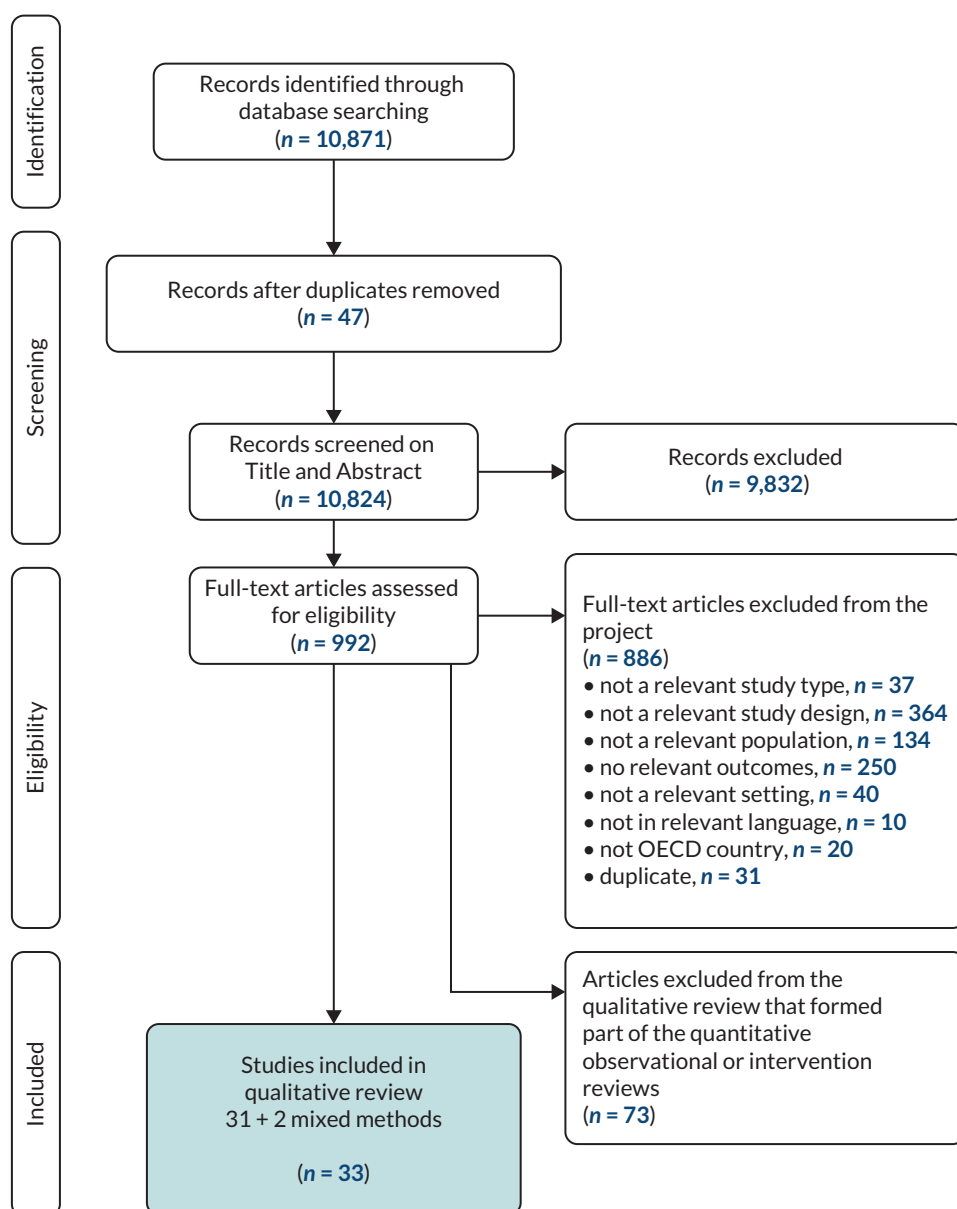 Identification
Records identified through
database searching
(n = 10,871)
Screening
Records after duplicates removed
(n = 47)
Records screened on
Title and Abstract
(n = 10,824)
Records excluded
(n = 9,832)
Eligibility
Full-text articles assessed
for eligibility
(n = 992)
Full-text articles excluded from the
project
(n = 886)
• not a relevant study type, n = 37
• not a relevant study design, n = 364
• not a relevant population, n = 134
• no relevant outcomes, n = 250
• not a relevant setting, n = 40
• not in relevant language, n = 10
• not OECD country, n = 20
• duplicate, n = 31
Included
Studies included in
qualitative review
31 + 2 mixed methods
(n = 33)
Articles excluded from the
qualitative review that formed
part of the quantitative
observational or intervention
reviews
(n = 73)